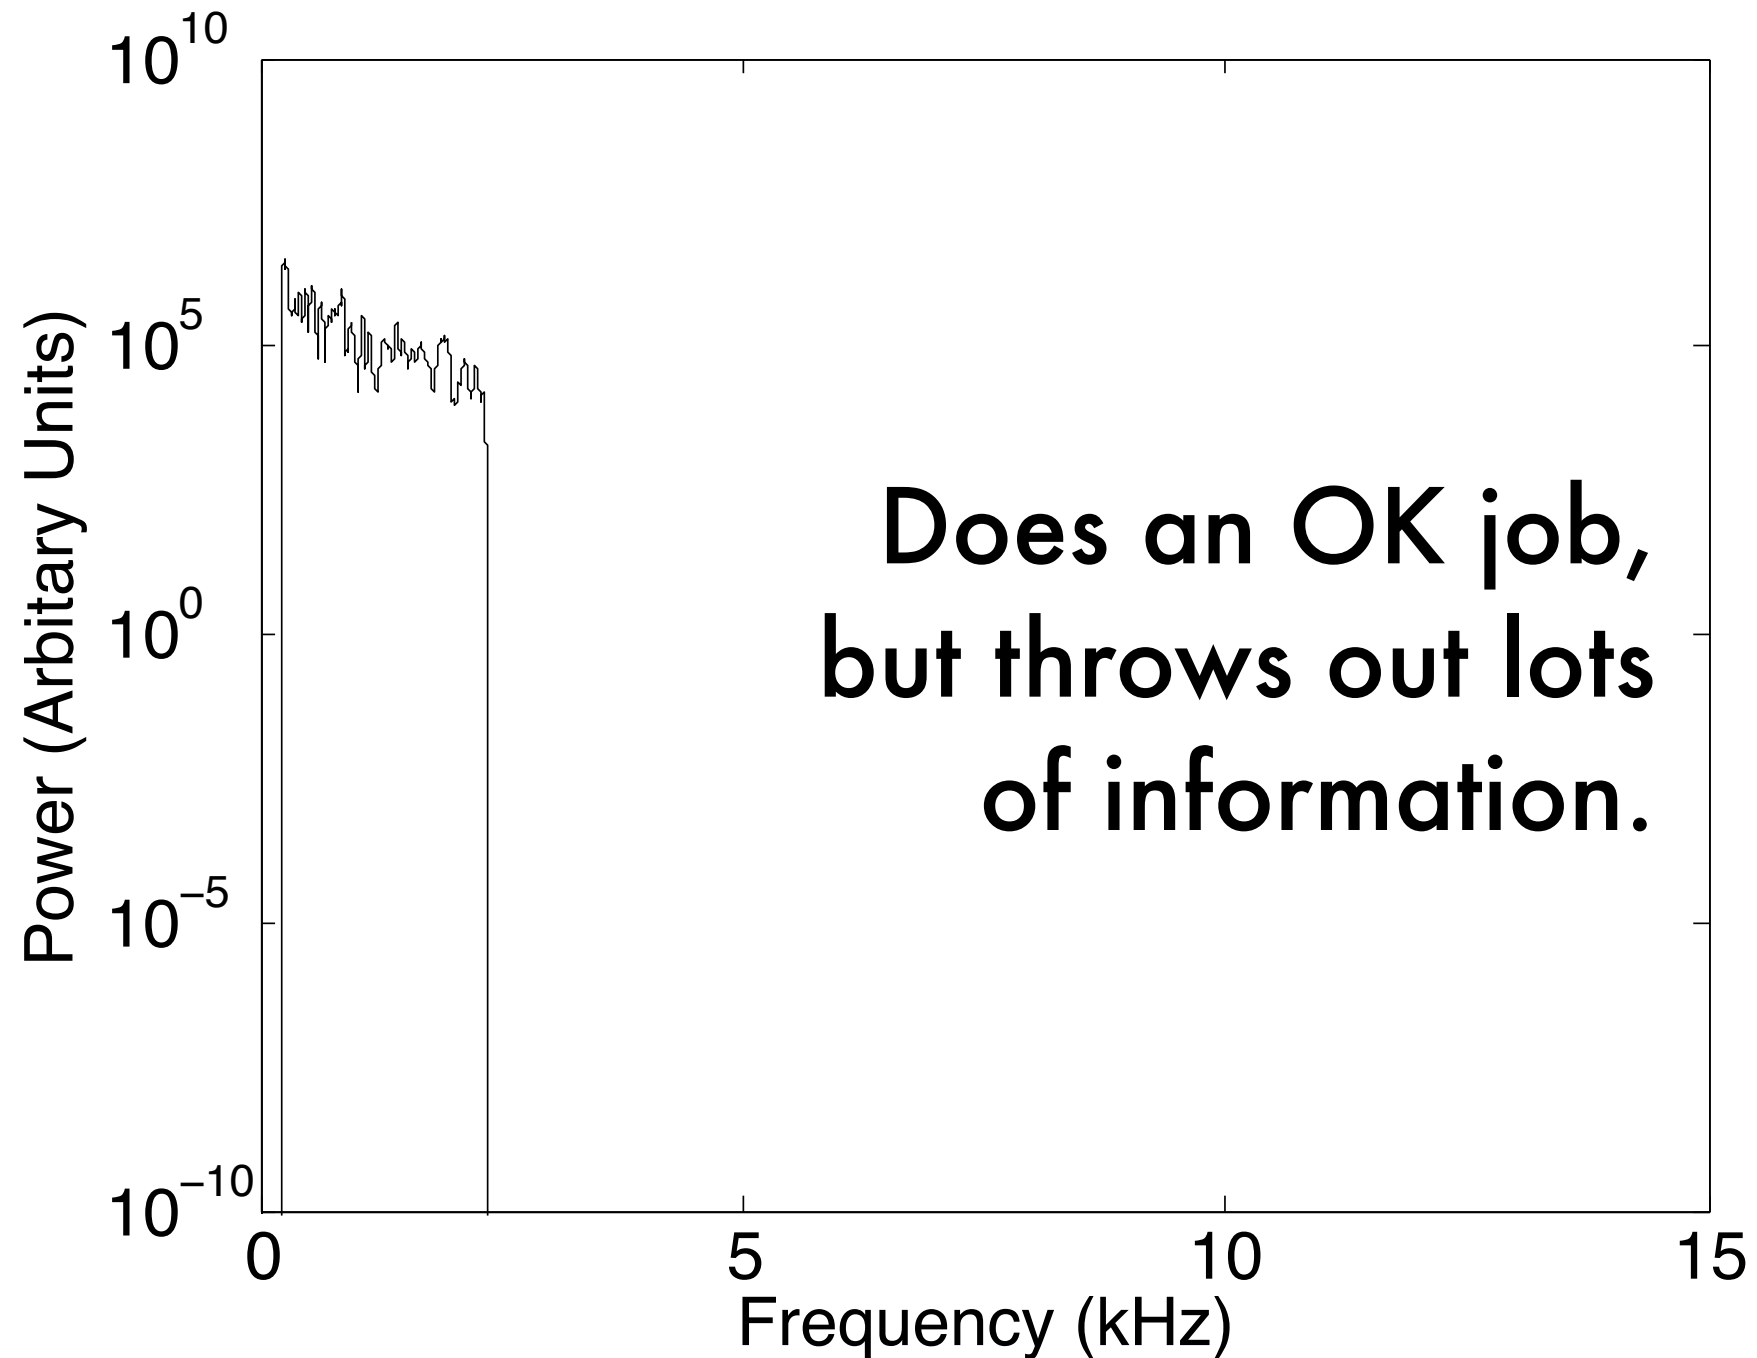 10^10
10^5
10^0
10^−5
10^−10
Power (Arbitary Units)
Does an OK job,
but throws out lots
of information.
0 5 10 15
Frequency (kHz)